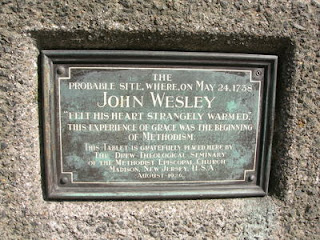 THE
PROBABLE SITE, WHERE, ON MAY 24, 1738,
JOHN WESLEY
"FELT HIS HEART STRANGELY WARMED".
THIS EXPERIENCE OF GRACE WAS THE BEGINNING
OF METHODISM.
THIS TABLET IS GRATEFULLY PLACED HERE BY
THE DREW THEOLOGICAL SEMINARY
OF THE METHODIST EPISCOPAL CHURCH
MADISON, NEW JERSEY, U.S.A.
AUGUST - 1926.